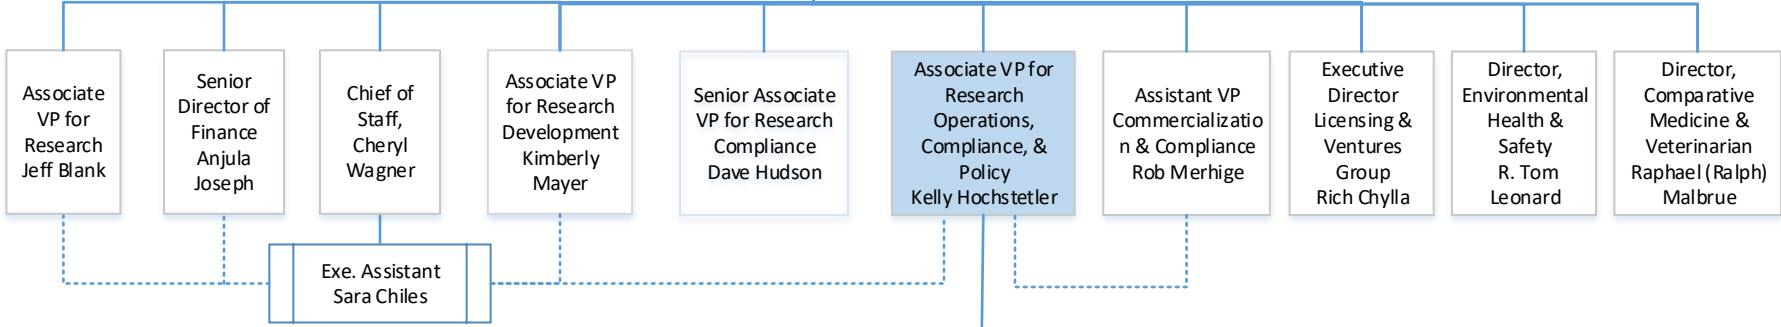 Associate
VP for
Research
Jeff Blank
Senior
Director of
Finance
Anjula
Joseph
Chief of
Staff,
Cheryl
Wagner
Associate VP
for Research
Development
Kimberly
Mayer
Senior Associate
VP for Research
Compliance
Dave Hudson
Associate VP for
Research
Operations,
Compliance, &
Policy
Kelly Hochstetler
Assistant VP
Commercializatio
n & Compliance
Rob Merhige
Executive
Director
Licensing &
Ventures
Group
Rich Chylla
Director,
Environmental
Health &
Safety
R. Tom
Leonard
Director,
Comparative
Medicine &
Veterinarian
Raphael (Ralph)
Malbrue
Exe. Assistant
Sara Chiles